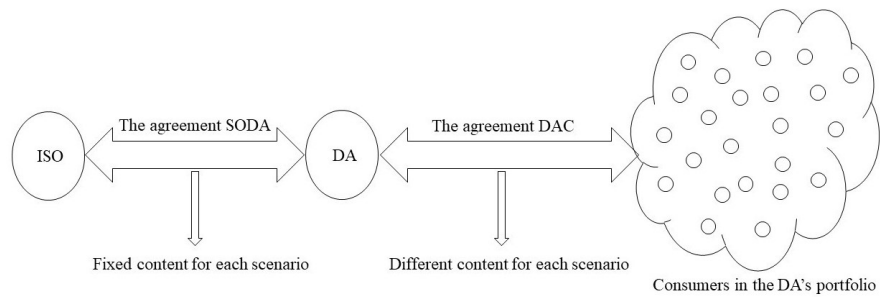 The agreement SODA
The agreement DAC
ISO
DA
Fixed content for each scenario
Different content for each scenario
Consumers in the DA's portfolio